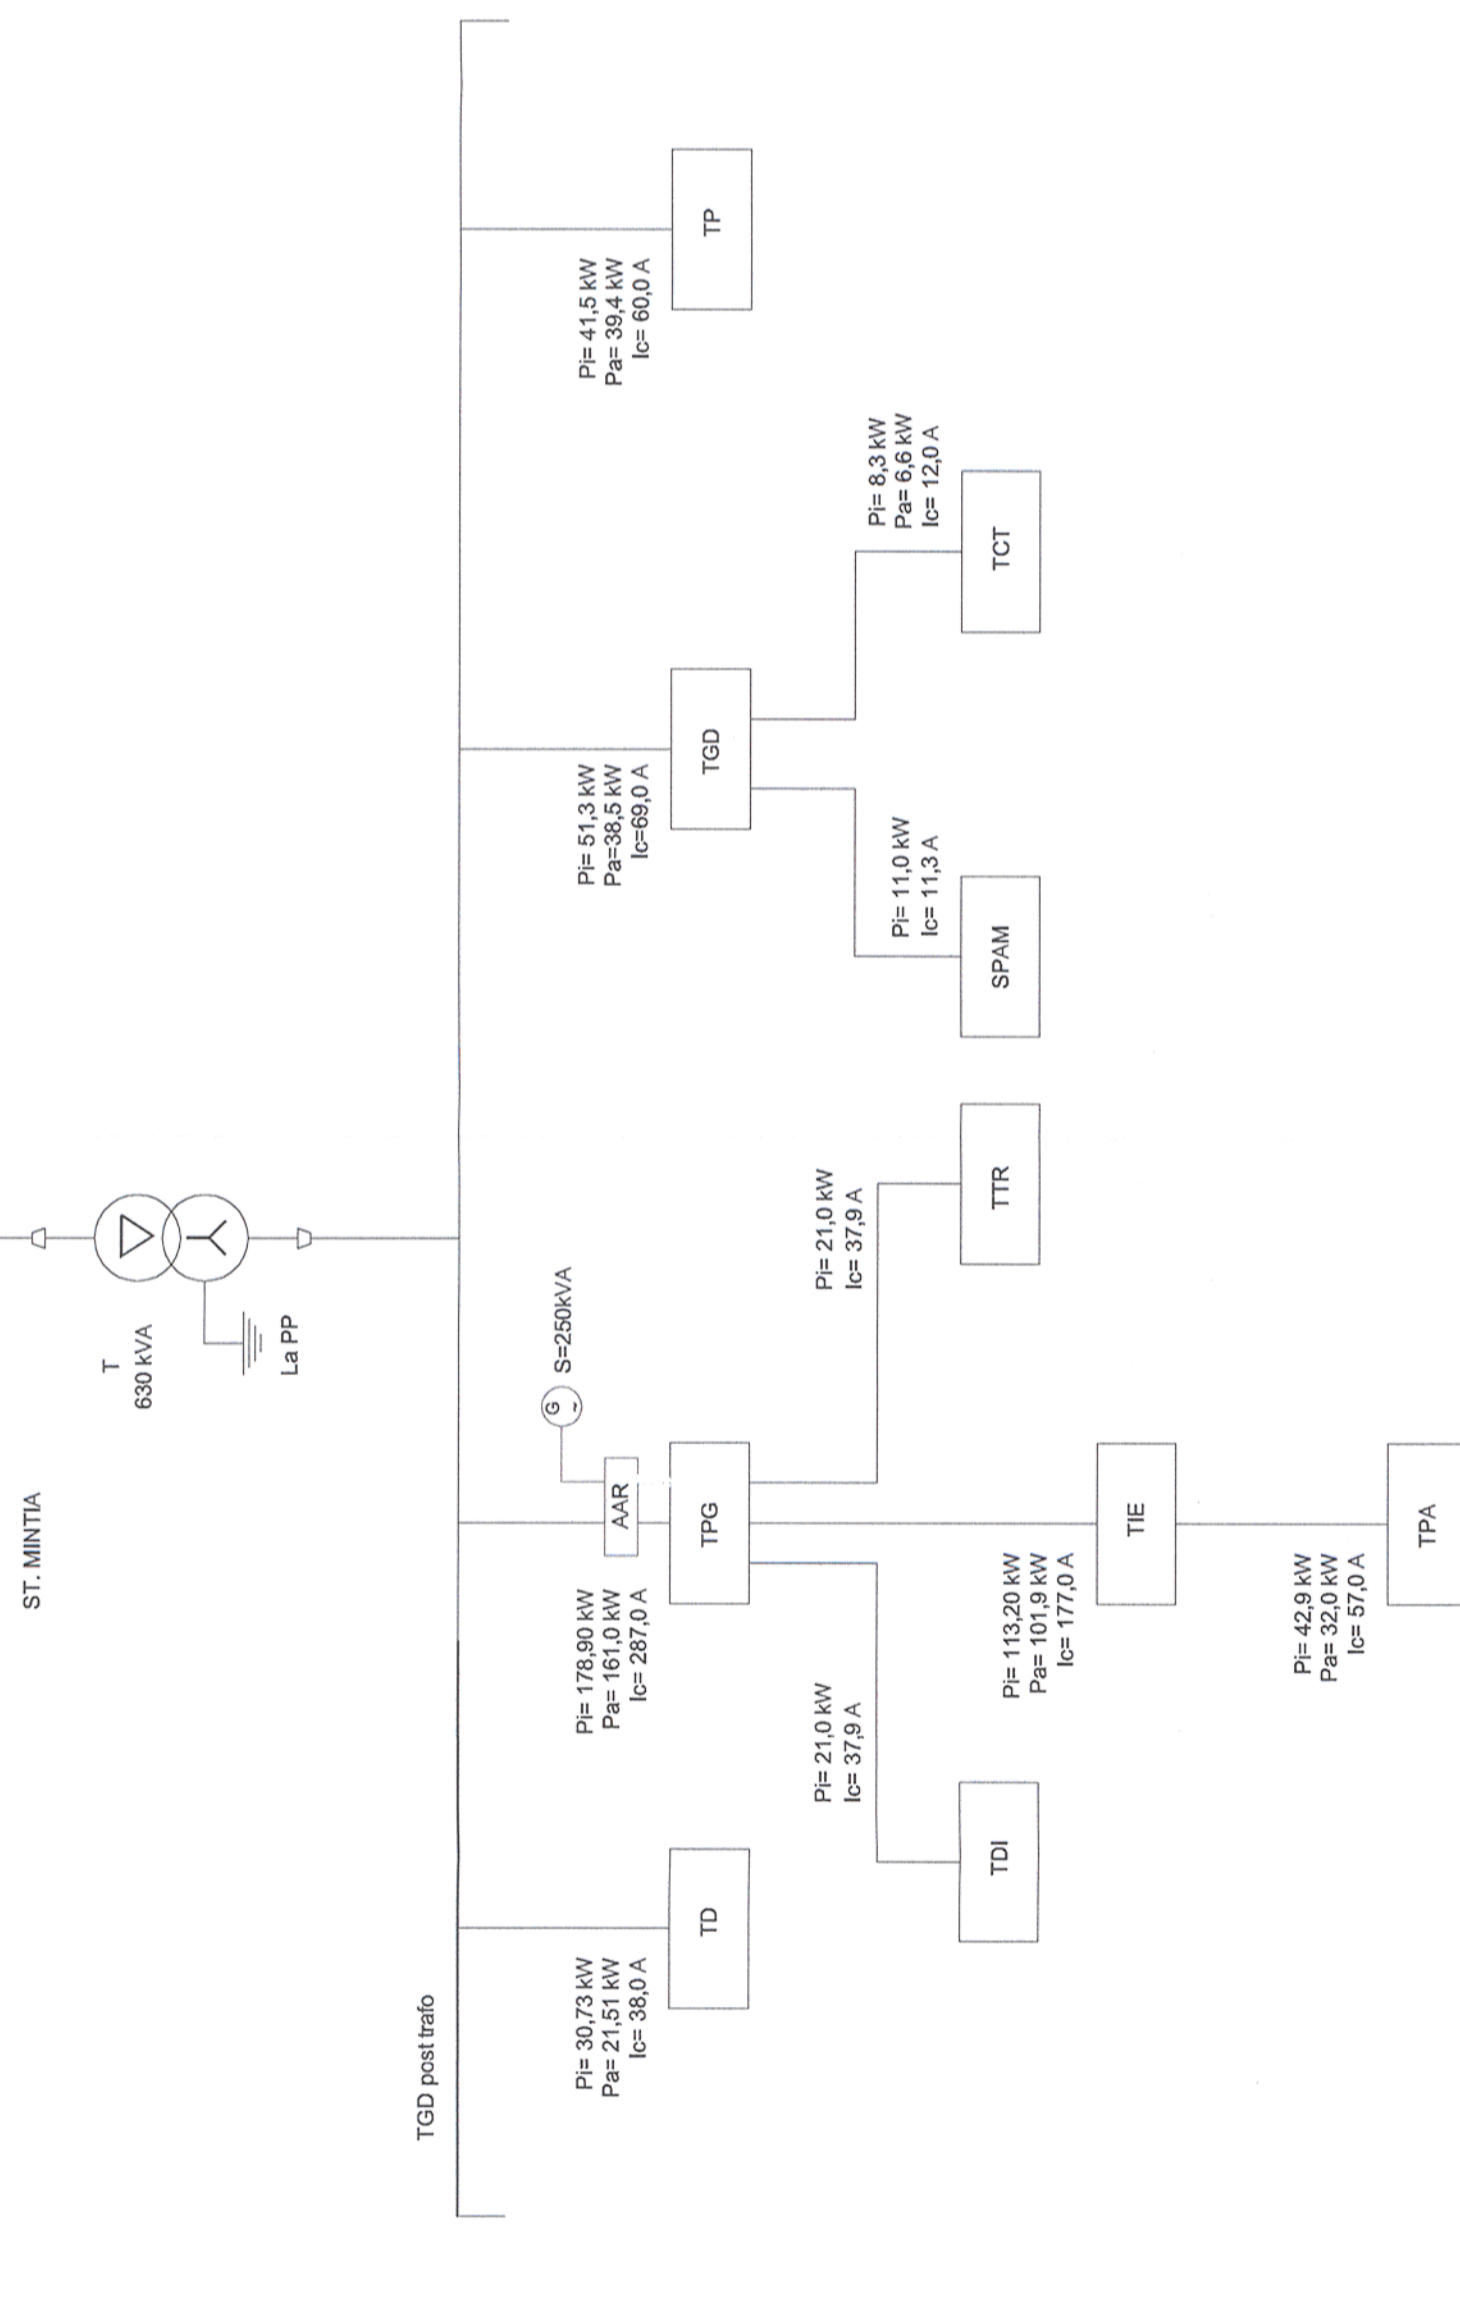 ST. MINTIA
T
630 kVA
La PP
TGD post trafo
Pi= 30,73 kW
Pa= 21,51 kW
Ic= 38,0 A
TD
Pi= 178,90 kW
Pa= 161,0 kW
Ic= 287,0 A
AAR
G
~
S=250kVA
TPG
Pi= 51,3 kW
Pa=38,5 kW
Ic=69,0 A
TGD
Pi= 41,5 kW
Pa= 39,4 kW
Ic= 60,0 A
TP
Pi= 21,0 kW
Ic= 37,9 A
TDI
Pi= 21,0 kW
Ic= 37,9 A
TTR
Pi= 11,0 kW
Ic= 11,3 A
SPAM
Pi= 8,3 kW
Pa= 6,6 kW
Ic= 12,0 A
TCT
Pi= 113,20 kW
Pa= 101,9 kW
Ic= 177,0 A
TIE
Pi= 42,9 kW
Pa= 32,0 kW
Ic= 57,0 A
TPA